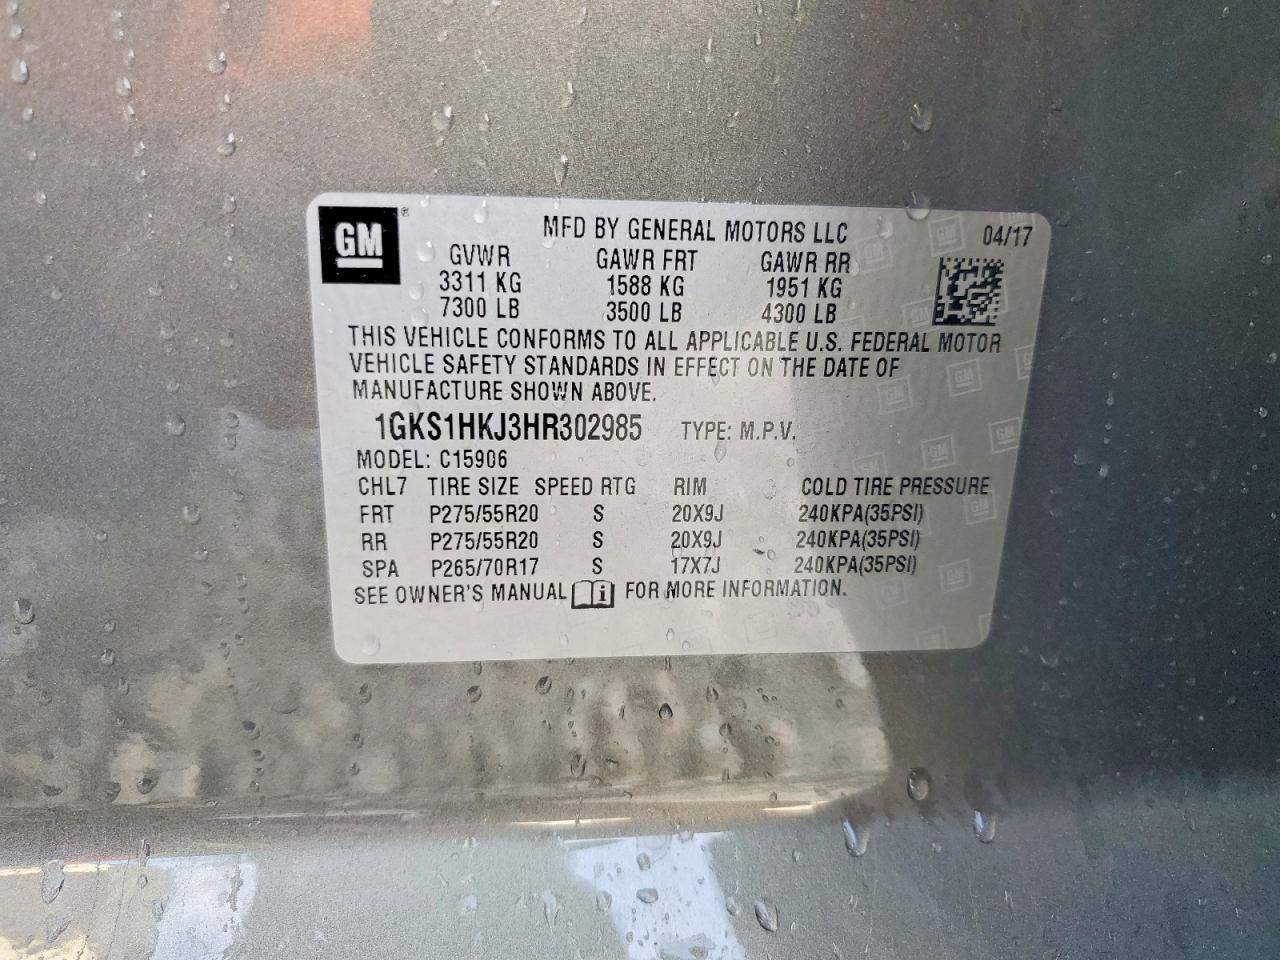 GM®
MFD BY GENERAL MOTORS LLC 04/17
GVWR GAWR FRT GAWR RR
3311 KG 1588 KG 1951 KG
7300 LB 3500 LB 4300 LB
THIS VEHICLE CONFORMS TO ALL APPLICABLE U.S. FEDERAL MOTOR
VEHICLE SAFETY STANDARDS IN EFFECT ON THE DATE OF
MANUFACTURE SHOWN ABOVE.
1GKS1HKJ3HR302985 TYPE: M.P.V.
MODEL: C15906
CHL7 TIRE SIZE SPEED RTG RIM COLD TIRE PRESSURE
FRT P275/55R20 S 20X9J 240KPA(35PSI)
RR P275/55R20 S 20X9J 240KPA(35PSI)
SPA P265/70R17 S 17X7J 240KPA(35PSI)
SEE OWNER'S MANUAL i FOR MORE INFORMATION.